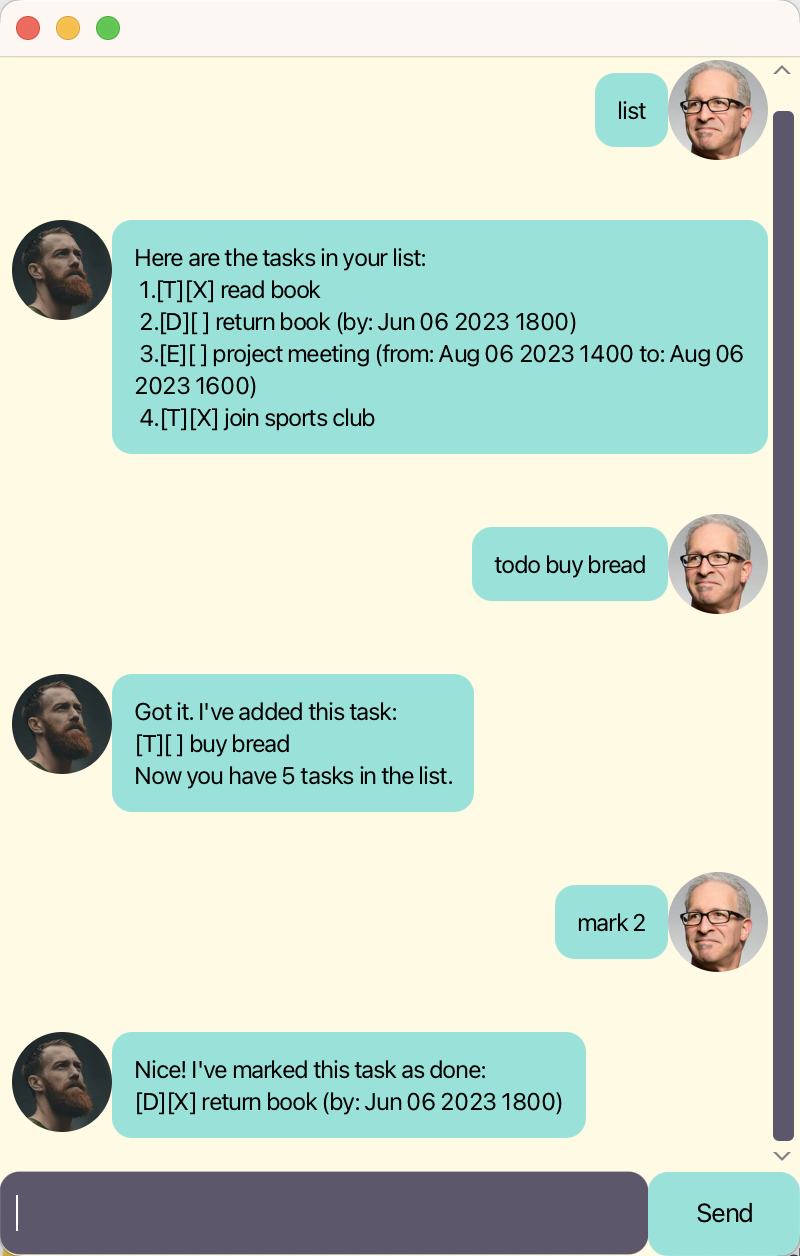 list
Here are the tasks in your list:
1.[T][X] read book
2.[D][ ] return book (by: Jun 06 2023 1800)
3.[E][ ] project meeting (from: Aug 06 2023 1400 to: Aug 06
2023 1600)
4.[T][X] join sports club
todo buy bread
Got it. I've added this task:
[T][ ] buy bread
Now you have 5 tasks in the list.
mark 2
Nice! I've marked this task as done:
[D][X] return book (by: Jun 06 2023 1800)
Send